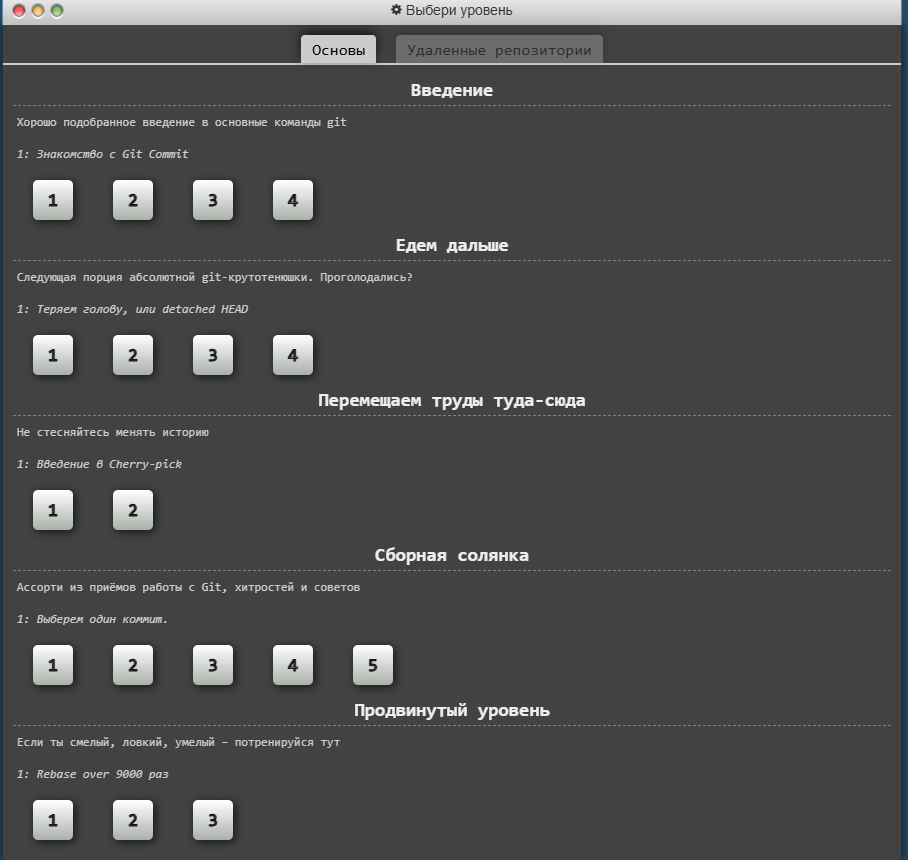 Выбери уровень
Основы
Удаленные репозитории
Введение
Хорошо подобранное введение в основные команды git
1: Знакомство с Git Commit
1 2 3 4
Едем дальше
Следующая порция абсолютной git-крутотенюшки. Проголодались?
1: Теряем голову, или detached HEAD
1 2 3 4
Перемещаем труды туда-сюда
Не стесняйтесь менять историю
1: Введение в Cherry-pick
1 2
Сборная солянка
Ассорти из приёмов работы с Git, хитростей и советов
1: Выберем один коммит.
1 2 3 4 5
Продвинутый уровень
Если ты смелый, ловкий, умелый – потренируйся тут
1: Rebase over 9000 раз
1 2 3